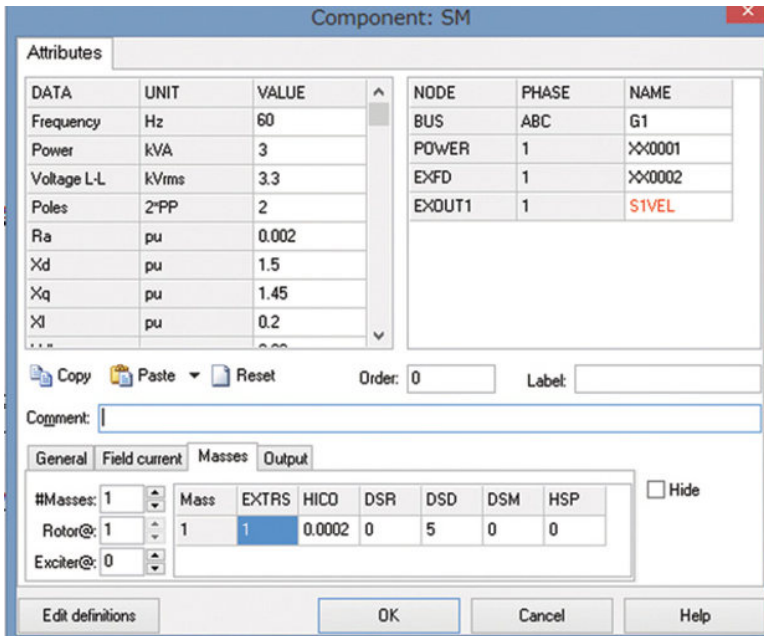 Component: SM
Attributes
DATA UNIT VALUE
Frequency Hz 60
Power kVA 3
Voltage L-L kVrms 3.3
Poles 2*PP 2
Ra pu 0.002
Xd pu 1.5
Xq pu 1.45
Xl pu 0.2
NODE PHASE NAME
BUS ABC G1
POWER 1 XX0001
EXFD 1 XX0002
EXOUT1 1 S1VEL
Copy Paste Reset Order: 0 Label:
Comment:
General Field current Masses Output
#Masses: 1
Rotor@: 1
Exciter@: 0
Mass EXTRS HICO DSR DSD DSM HSP
1 1 0.0002 0 5 0 0
Hide
Edit definitions OK Cancel Help